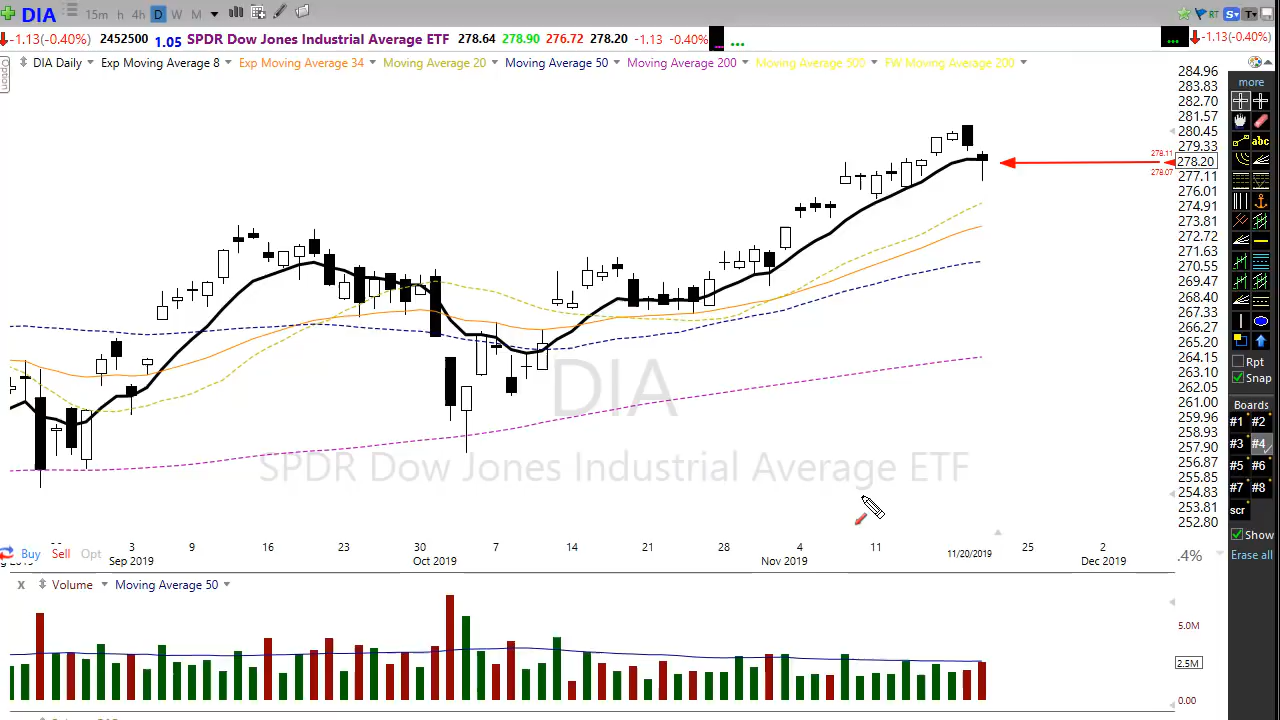 DIA 15m h 4h D W M RT S T
-1.13(-0.40%) 2452500 1.05 SPDR Dow Jones Industrial Average ETF 278.64 278.90 276.72 278.20 -1.13 -0.40% ... ... -1.13(-0.40%)
Option
DIA Daily Exp Moving Average 8 Exp Moving Average 34 Moving Average 20 Moving Average 50 Moving Average 200 Moving Average 500 FW Moving Average 200
284.96
283.83
282.70
281.57
280.45
279.33
278.11
278.20
278.07
277.11
276.01
274.91
273.81
272.72
271.63
270.55
269.47
268.40
267.33
266.27
265.20
264.15
263.10
262.05
261.00
259.96
258.93
257.90
256.87
255.85
254.83
253.81
252.80
more
abc
Rpt
Snap
Boards
#1 #2
#3 #4
#5 #6
#7 #8
scr
Show
Erase all
DIA
SPDR Dow Jones Industrial Average ETF
3 9 16 23 30 7 14 21 28 4 11 11/20/2019 25 2
Sep 2019 Oct 2019 Nov 2019 Dec 2019
Buy Sell Opt
.4%
x Volume Moving Average 50
5.0M
2.5M
0.00